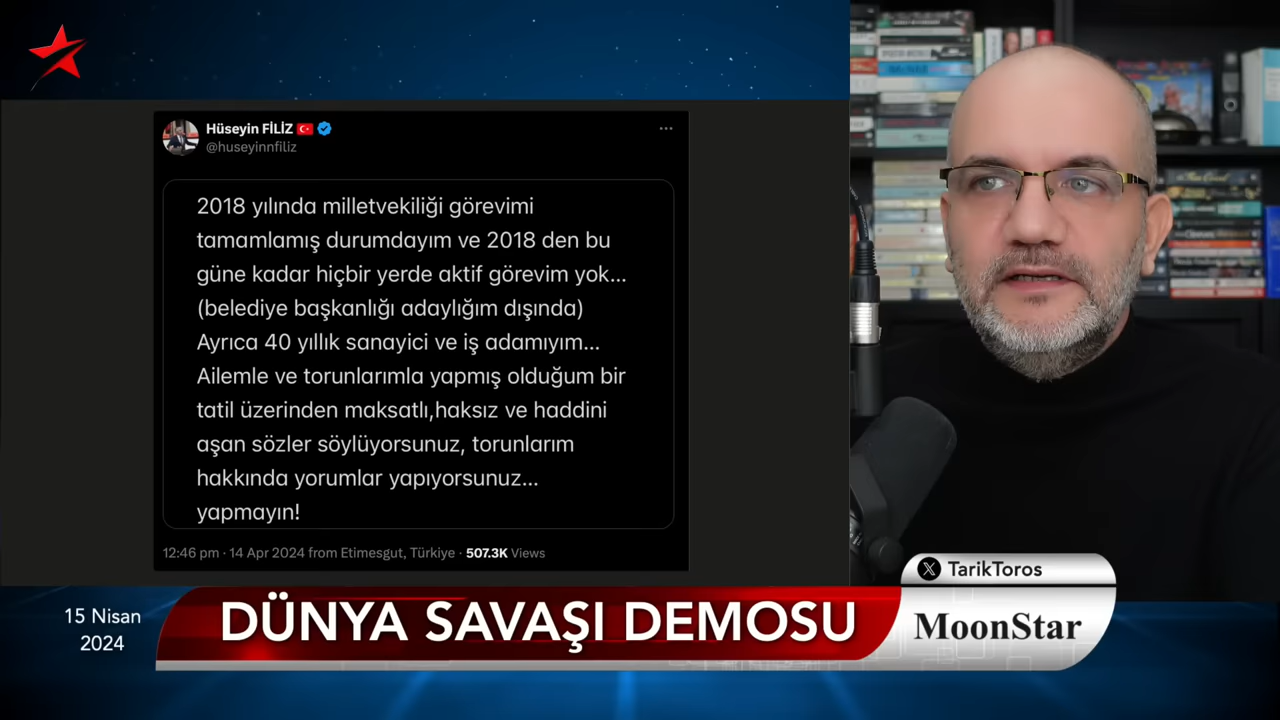 Hüseyin FİLİZ
@huseyinnfiliz
2018 yılında milletvekiliği görevimi
tamamlamış durumdayım ve 2018 den bu
güne kadar hiçbir yerde aktif görevim yok...
(belediye başkanlığı adaylığım dışında)
Ayrıca 40 yıllık sanayici ve iş adamıyım...
Ailemle ve torunlarımla yapmış olduğum bir
tatil üzerinden maksatlı,haksız ve haddini
aşan sözler söylüyorsunuz, torunlarım
hakkında yorumlar yapıyorsunuz...
yapmayın!
12:46 pm · 14 Apr 2024 from Etimesgut, Türkiye · 507.3K Views
TarikToros
MoonStar
15 Nisan
2024
DÜNYA SAVAŞI DEMOSU